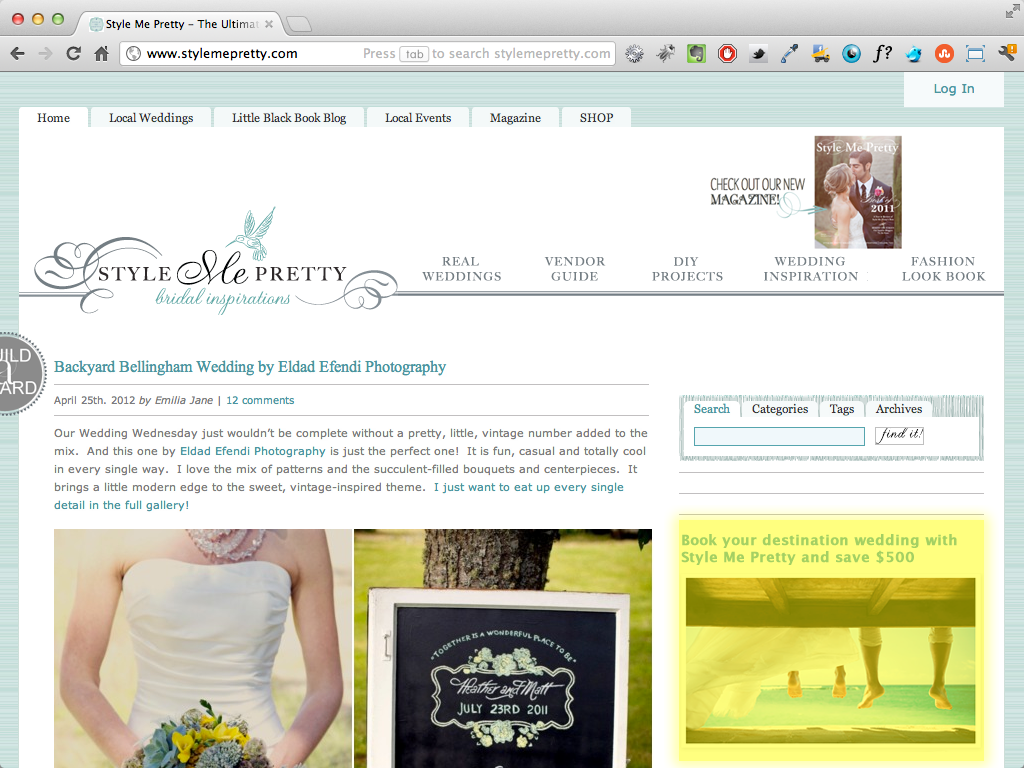 Style Me Pretty – The Ultimat
www.stylemepretty.com
Press tab to search stylemepretty.com
f?
Log In
Home
Local Weddings
Little Black Book Blog
Local Events
Magazine
SHOP
CHECK OUT OUR NEW
MAGAZINE!
Style Me Pretty
Best of
2011
STYLE Me PRETTY
bridal inspirations
REAL
WEDDINGS
VENDOR
GUIDE
DIY
PROJECTS
WEDDING
INSPIRATION
FASHION
LOOK BOOK
UILD
a
ARD
Backyard Bellingham Wedding by Eldad Efendi Photography
April 25th. 2012 by Emilia Jane | 12 comments
Our Wedding Wednesday just wouldn't be complete without a pretty, little, vintage number added to the
mix. And this one by Eldad Efendi Photography is just the perfect one! It is fun, casual and totally cool
in every single way. I love the mix of patterns and the succulent-filled bouquets and centerpieces. It
brings a little modern edge to the sweet, vintage-inspired theme. I just want to eat up every single
detail in the full gallery!
"TOGETHER IS A WONDERFUL PLACE TO BE"
Heather and Matt
JULY 23RD 2011
Search
Categories
Tags
Archives
find it!
Book your destination wedding with
Style Me Pretty and save $500